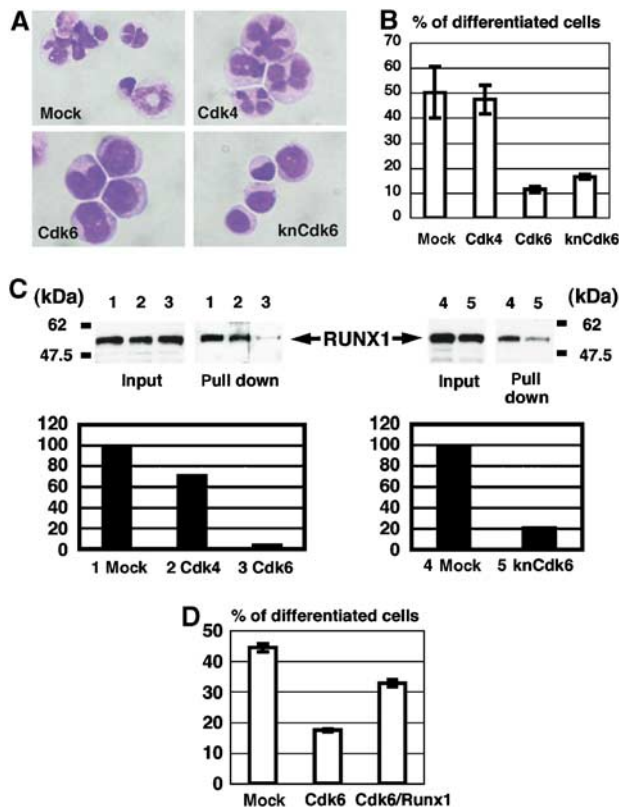 A
Mock
Cdk4
Cdk6
knCdk6
B
% of differentiated cells
70
60
50
40
30
20
10
0
Mock Cdk4 Cdk6 knCdk6
C
(kDa) 1 2 3 1 2 3
62
47.5
Input Pull down
RUNX1
4 5 4 5 (kDa)
62
47.5
Input Pull down
120
100
80
60
40
20
0
1 Mock 2 Cdk4 3 Cdk6
120
100
80
60
40
20
0
4 Mock 5 knCdk6
D
% of differentiated cells
50
40
30
20
10
0
Mock Cdk6 Cdk6/Runx1